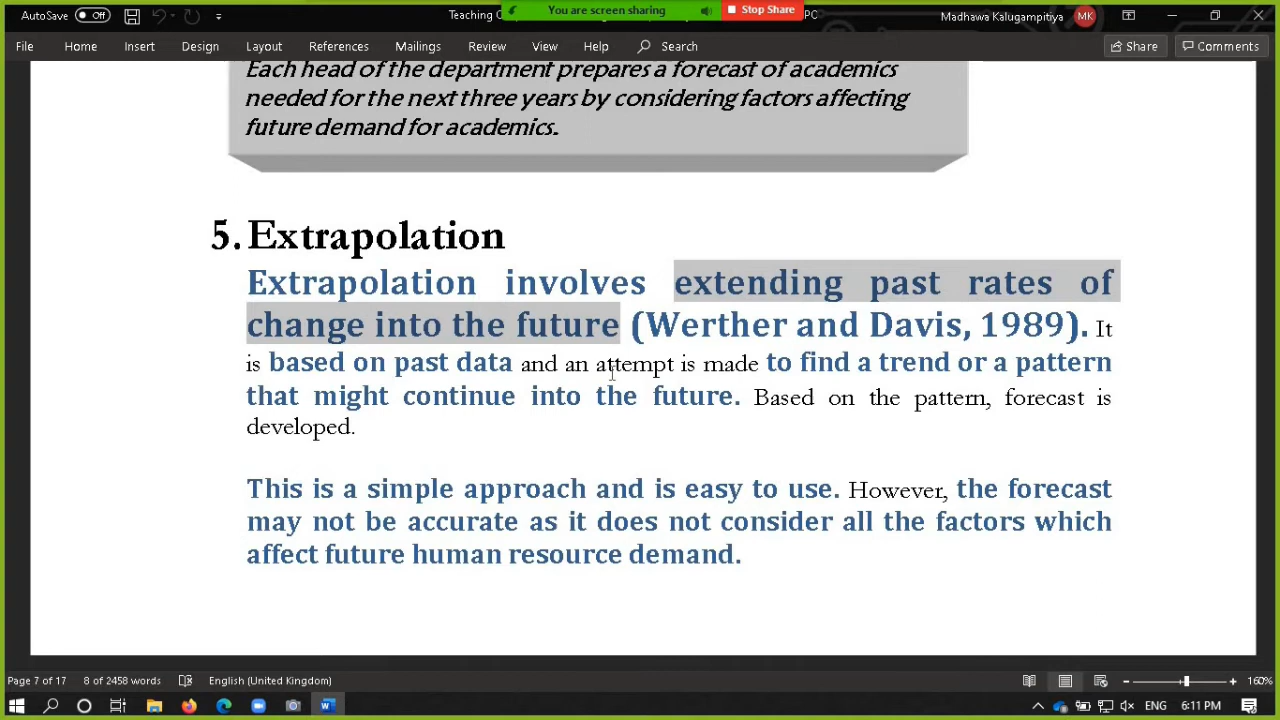 AutoSave Off
Teaching
You are screen sharing
Stop Share
PC
Madhawa Kalugampitiya MK
File Home Insert Design Layout References Mailings Review View Help Search Share Comments
Each head of the department prepares a forecast of academics
needed for the next three years by considering factors affecting
future demand for academics.
5. Extrapolation
Extrapolation involves extending past rates of
change into the future (Werther and Davis, 1989). It
is based on past data and an attempt is made to find a trend or a pattern
that might continue into the future. Based on the pattern, forecast is
developed.
This is a simple approach and is easy to use. However, the forecast
may not be accurate as it does not consider all the factors which
affect future human resource demand.
Page 7 of 17 8 of 2458 words English (United Kingdom) 160%
ENG 6:11 PM